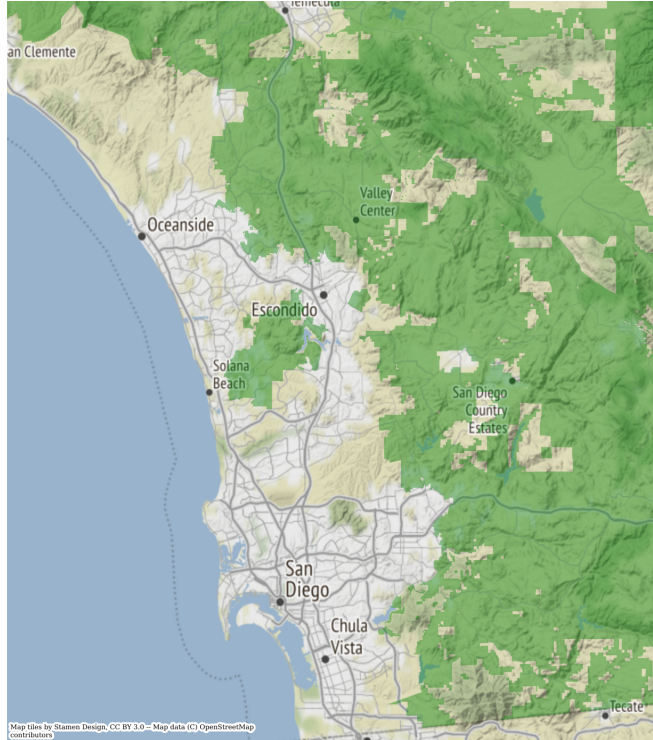 Temecula
an Clemente
Valley
Center
Oceanside
Escondido
Solana
Beach
San Diego
Country
Estates
San
Diego
Chula
Vista
Tecate
Map tiles by Stamen Design, CC BY 3.0 -- Map data (C) OpenStreetMap
contributors